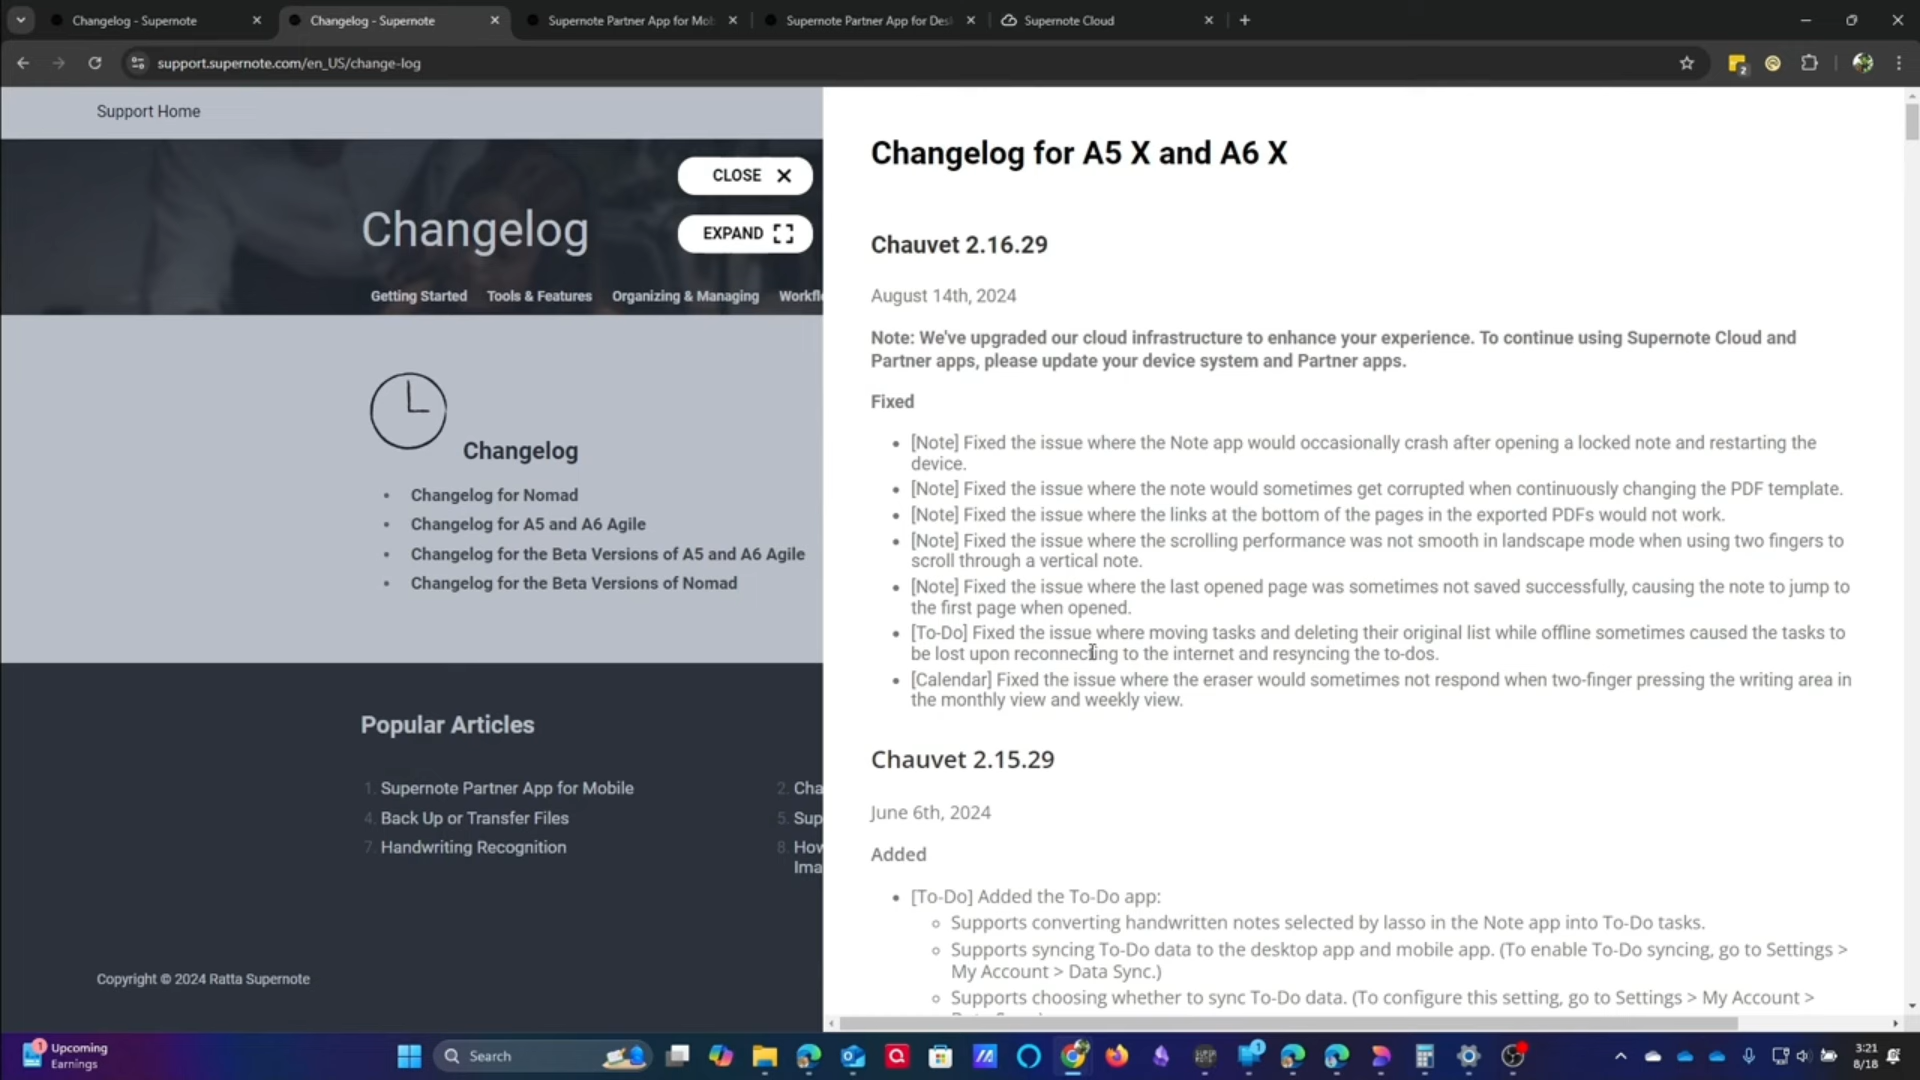 Changelog - Supernote
Changelog - Supernote
Supernote Partner App for Mob
Supernote Partner App for Des
Supernote Cloud
support.supernote.com/en_US/change-log
2
Support Home
Changelog
CLOSE
EXPAND
Getting Started Tools & Features Organizing & Managing Workfl
Changelog
Changelog for Nomad
Changelog for A5 and A6 Agile
Changelog for the Beta Versions of A5 and A6 Agile
Changelog for the Beta Versions of Nomad
Popular Articles
1. Supernote Partner App for Mobile
2. Cha
4. Back Up or Transfer Files
5. Sup
7. Handwriting Recognition
8. How
Ima
Copyright © 2024 Ratta Supernote
Changelog for A5 X and A6 X
Chauvet 2.16.29
August 14th, 2024
Note: We've upgraded our cloud infrastructure to enhance your experience. To continue using Supernote Cloud and
Partner apps, please update your device system and Partner apps.
Fixed
[Note] Fixed the issue where the Note app would occasionally crash after opening a locked note and restarting the
device.
[Note] Fixed the issue where the note would sometimes get corrupted when continuously changing the PDF template.
[Note] Fixed the issue where the links at the bottom of the pages in the exported PDFs would not work.
[Note] Fixed the issue where the scrolling performance was not smooth in landscape mode when using two fingers to
scroll through a vertical note.
[Note] Fixed the issue where the last opened page was sometimes not saved successfully, causing the note to jump to
the first page when opened.
[To-Do] Fixed the issue where moving tasks and deleting their original list while offline sometimes caused the tasks to
be lost upon reconnecting to the internet and resyncing the to-dos.
[Calendar] Fixed the issue where the eraser would sometimes not respond when two-finger pressing the writing area in
the monthly view and weekly view.
Chauvet 2.15.29
June 6th, 2024
Added
[To-Do] Added the To-Do app:
Supports converting handwritten notes selected by lasso in the Note app into To-Do tasks.
Supports syncing To-Do data to the desktop app and mobile app. (To enable To-Do syncing, go to Settings >
My Account > Data Sync.)
Supports choosing whether to sync To-Do data. (To configure this setting, go to Settings > My Account >
1
Upcoming
Earnings
Search
1
3:21
8/18